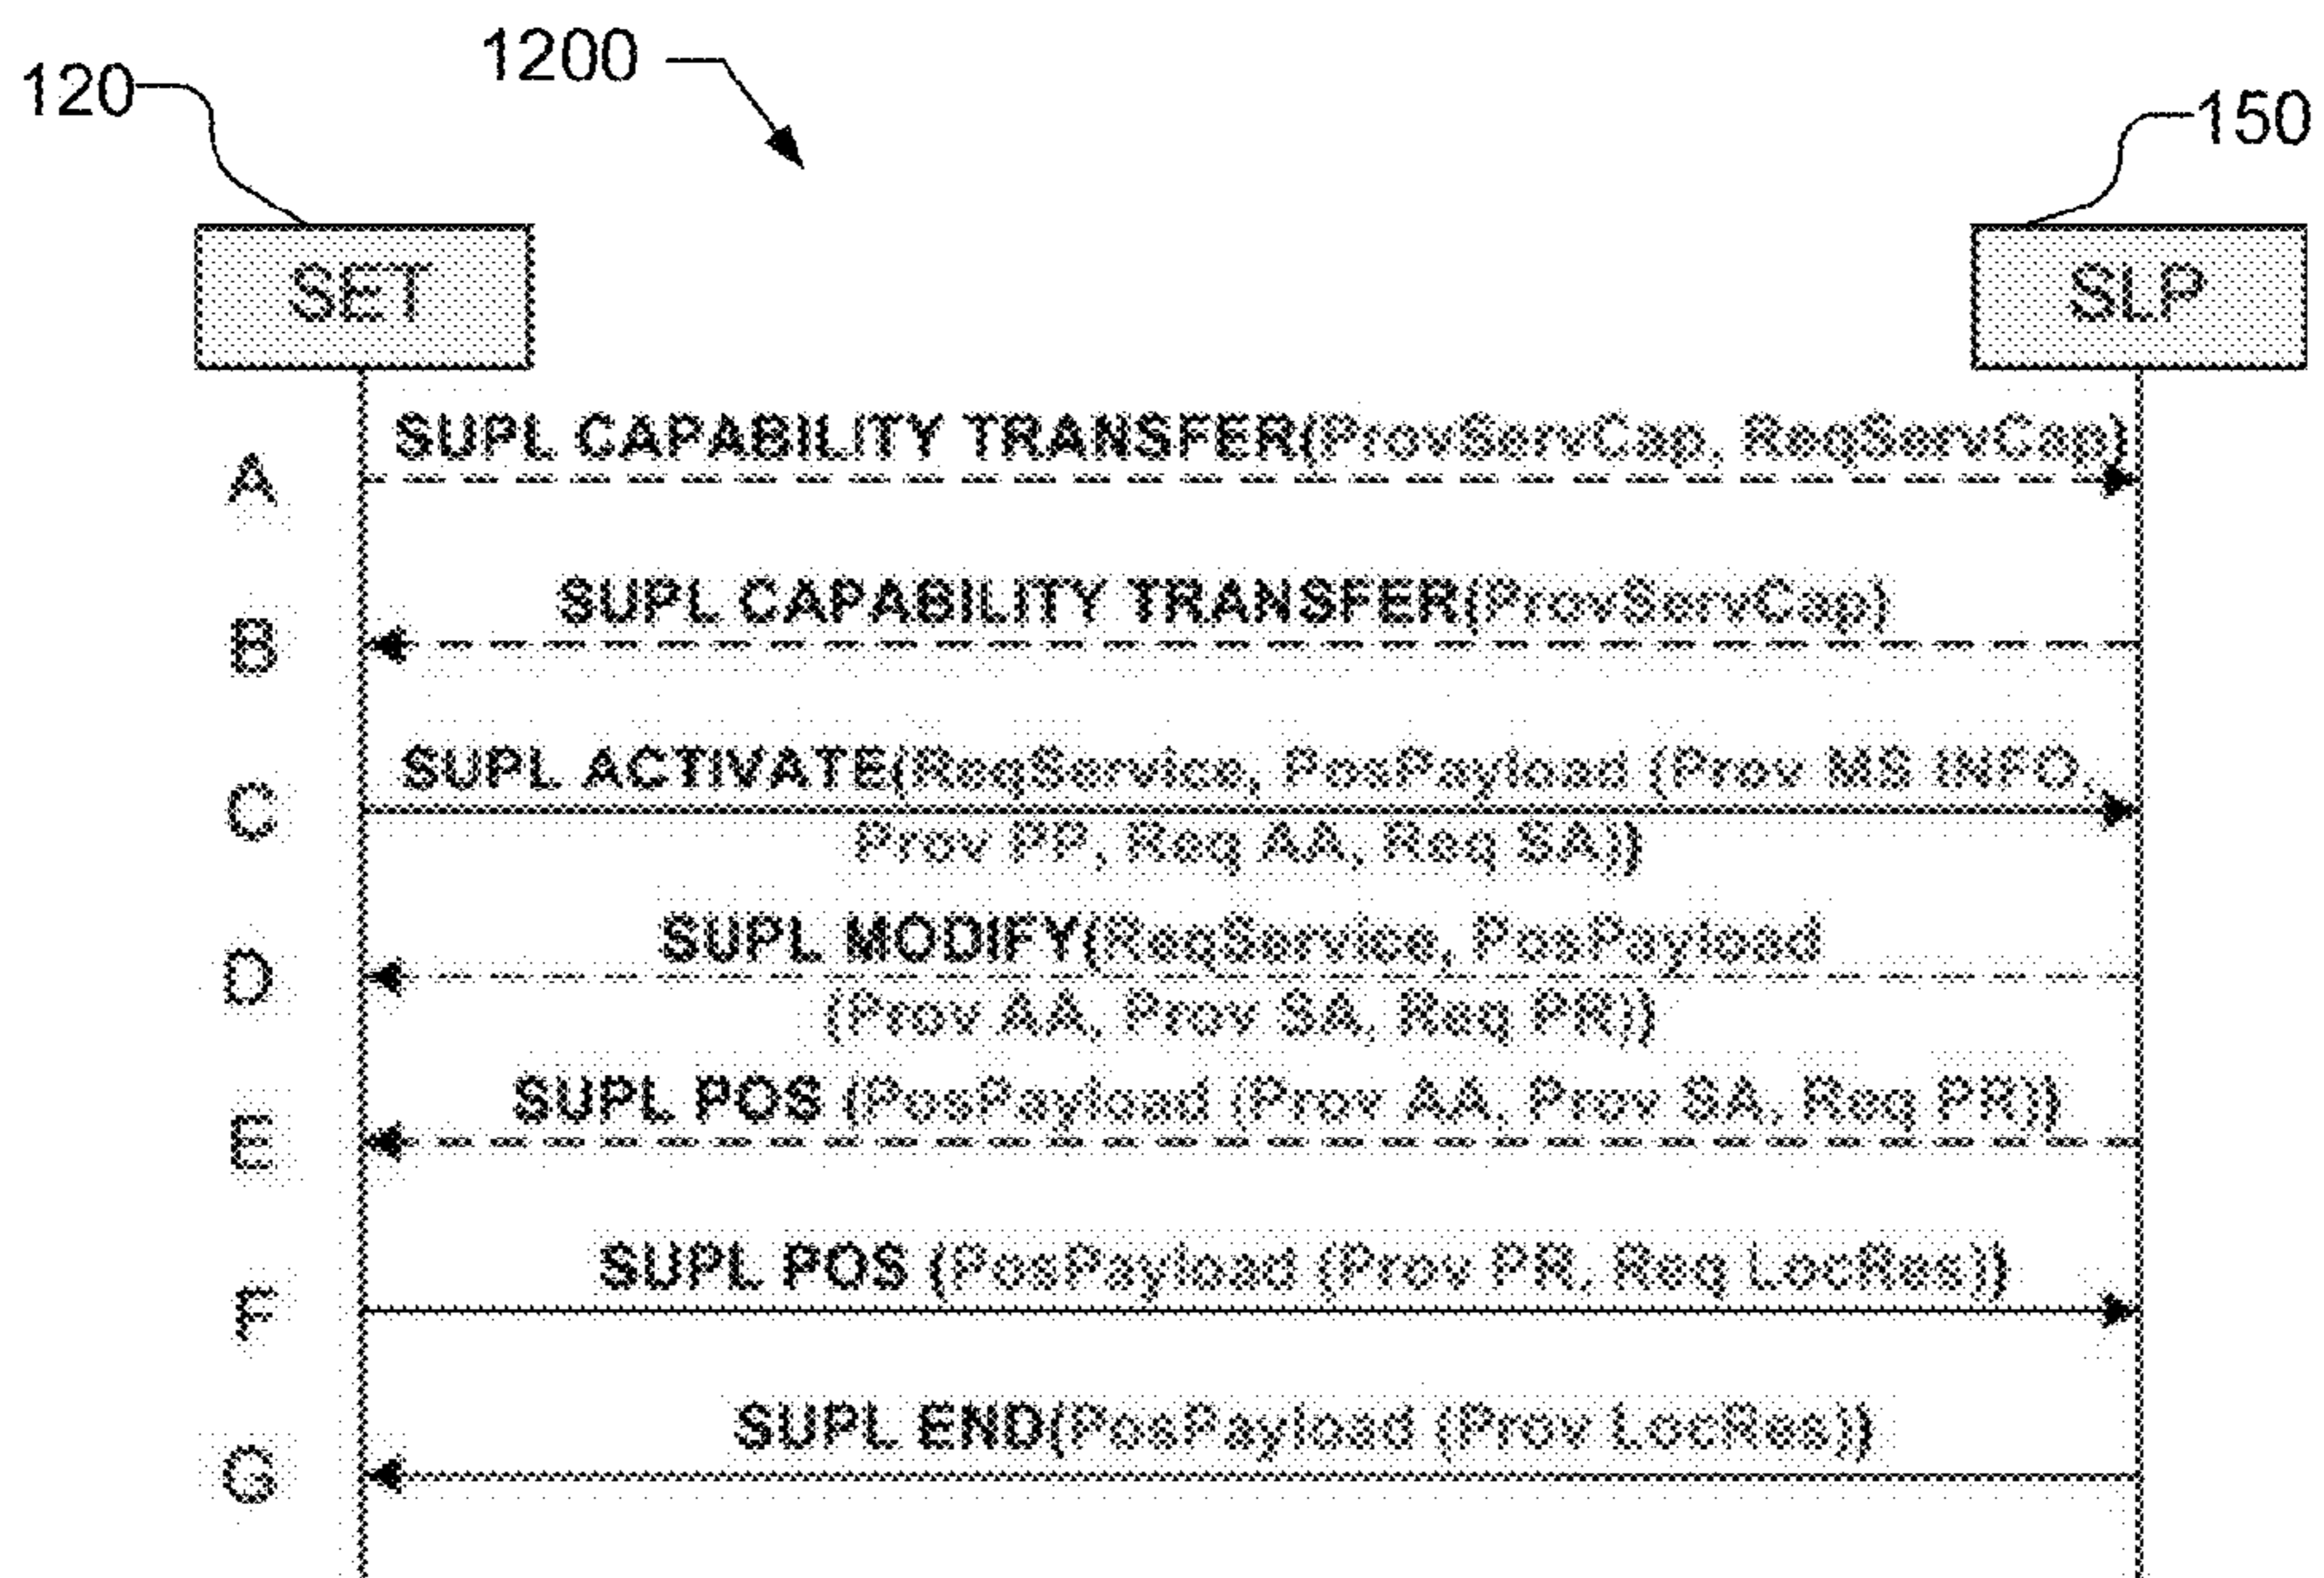 1200
120
150
SET
SLP
SUPL CAPABILITY TRANSFER(ProvServCap, ReqServCap)
A
SUPL CAPABILITY TRANSFER(ProvServCap)
B
SUPL ACTIVATE(ReqService, PosPayload (Prov MS INFO,
C
Prov PP, Req AA, Req SA))
SUPL MODIFY(ReqService, PosPayload
D
(Prov AA, Prov SA, Req PR))
SUPL POS (PosPayload (Prov AA, Prov SA, Req PR))
E
SUPL POS (PosPayload (Prov PR, Req LocRes))
F
SUPL END(PosPayload (Prov LocRes))
G